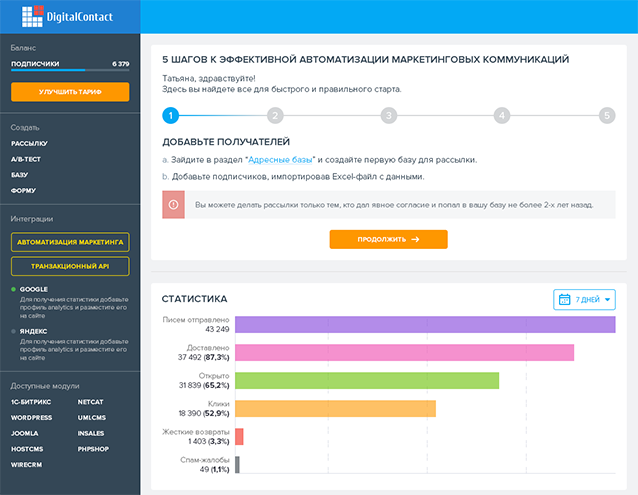 DigitalContact
Баланс
ПОДПИСЧИКИ 6 379
УЛУЧШИТЬ ТАРИФ
Создать
РАССЫЛКУ
A/B-ТЕСТ
БАЗУ
ФОРМУ
Интеграции
АВТОМАТИЗАЦИЯ МАРКЕТИНГА
ТРАНЗАКЦИОННЫЙ API
GOOGLE
Для получения статистики добавьте
профиль analytics и разместите его
на сайте
ЯНДЕКС
Для получения статистики добавьте
профиль analytics и разместите его
на сайте
Доступные модули
1С-БИТРИКС NETCAT
WORDPRESS UMI.CMS
JOOMLA INSALES
HOSTCMS PHPSHOP
WIRECRM
5 ШАГОВ К ЭФФЕКТИВНОЙ АВТОМАТИЗАЦИИ МАРКЕТИНГОВЫХ КОММУНИКАЦИЙ
Татьяна, здравствуйте!
Здесь вы найдете все для быстрого и правильного старта.
1 2 3 4 5
ДОБАВЬТЕ ПОЛУЧАТЕЛЕЙ
a. Зайдите в раздел “Адресные базы” и создайте первую базу для рассылки.
b. Добавьте подписчиков, импортировав Excel-файл с данными.
Вы можете делать рассылки только тем, кто дал явное согласие и попал в вашу базу не более 2-х лет назад.
ПРОДОЛЖИТЬ →
СТАТИСТИКА
7 ДНЕЙ
Писем отправлено
43 249
Доставлено
37 492 (87,3%)
Открыто
31 839 (65,2%)
Клики
18 390 (52,9%)
Жесткие возвраты
1 403 (3,3%)
Спам-жалобы
49 (1,1%)